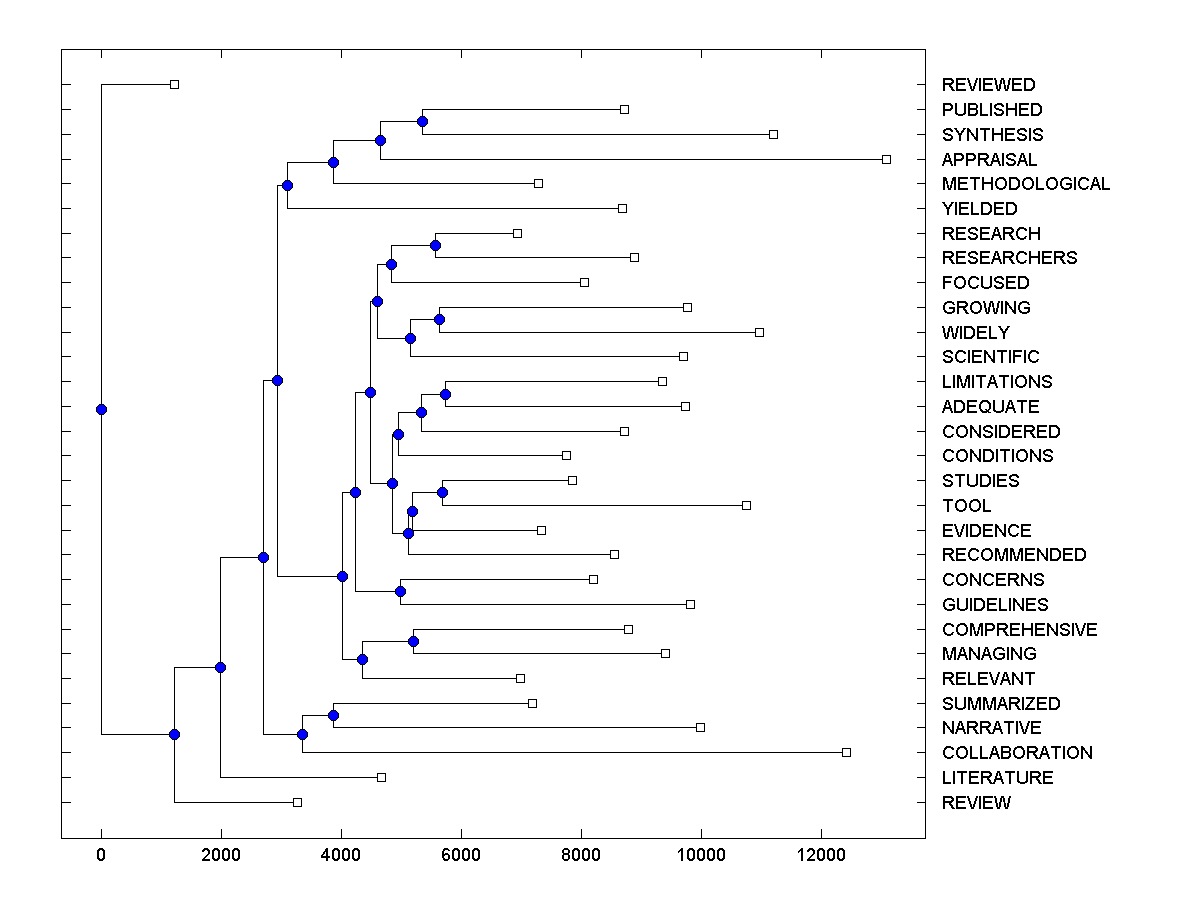 REVIEWED
PUBLISHED
SYNTHESIS
APPRAISAL
METHODOLOGICAL
YIELDED
RESEARCH
RESEARCHERS
FOCUSED
GROWING
WIDELY
SCIENTIFIC
LIMITATIONS
ADEQUATE
CONSIDERED
CONDITIONS
STUDIES
TOOL
EVIDENCE
RECOMMENDED
CONCERNS
GUIDELINES
COMPREHENSIVE
MANAGING
RELEVANT
SUMMARIZED
NARRATIVE
COLLABORATION
LITERATURE
REVIEW
0 2000 4000 6000 8000 10000 12000